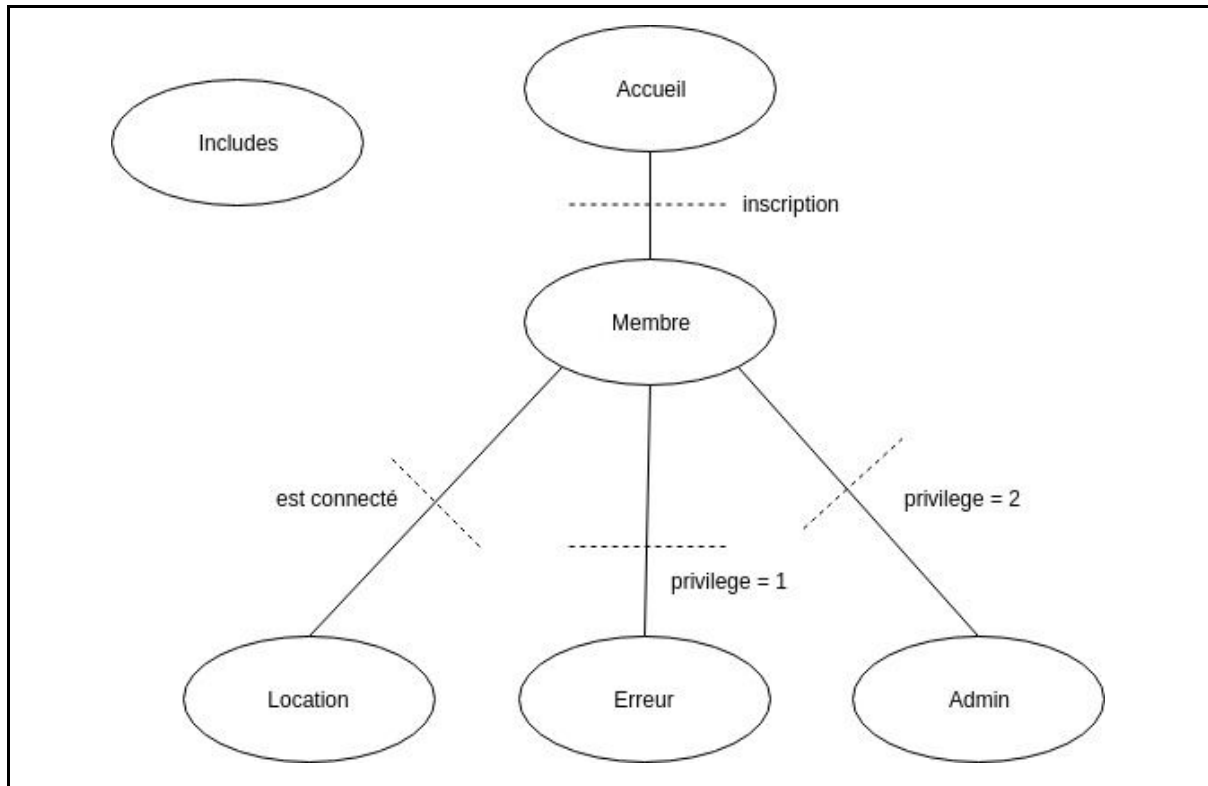 Accueil
Includes
inscription
Membre
est connecté
privilege = 2
privilege = 1
Location
Erreur
Admin